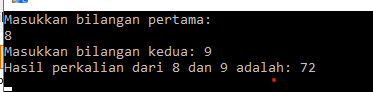 Masukkan bilangan pertama:
8
Masukkan bilangan kedua: 9
Hasil perkalian dari 8 dan 9 adalah: 72